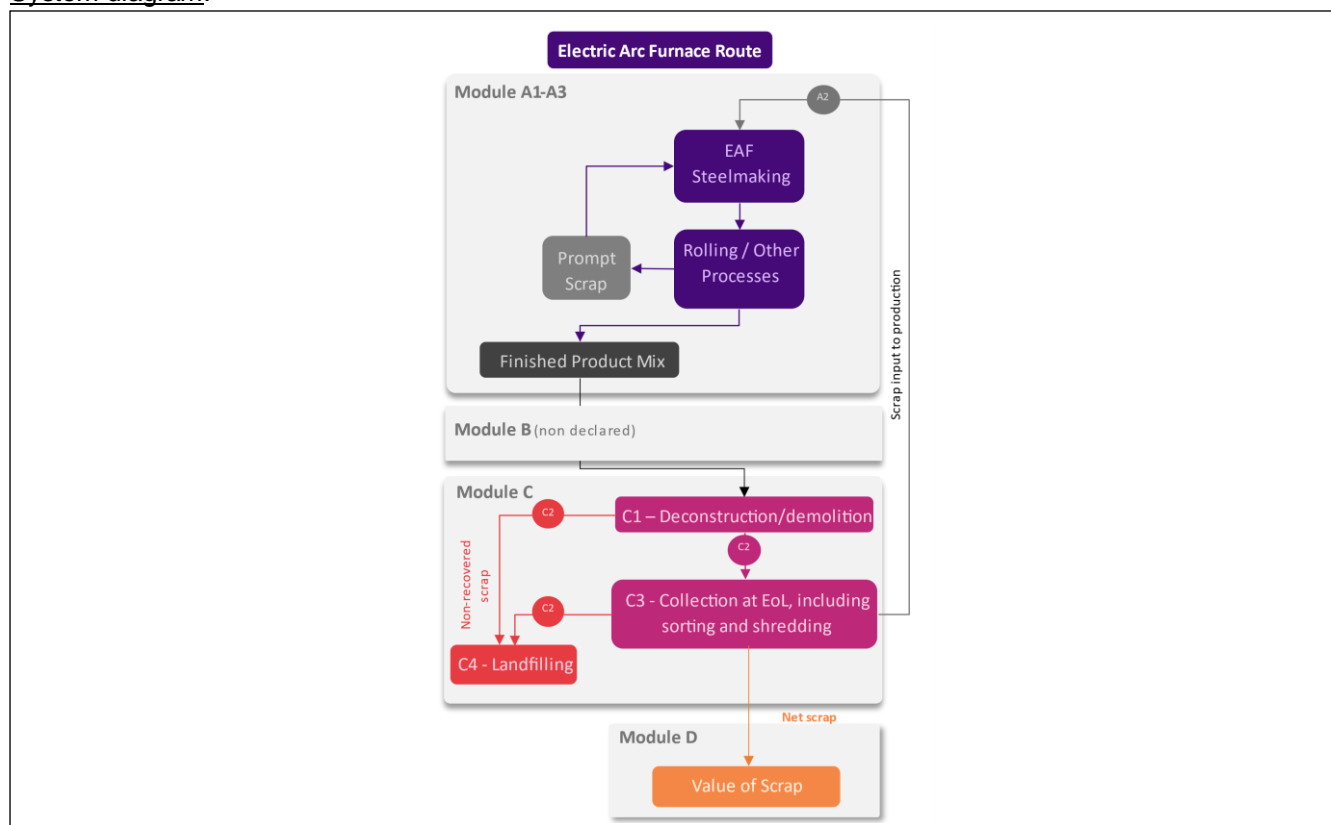 System diagram:
Electric Arc Furnace Route
Module A1-A3
A2
EAF
Steelmaking
Prompt
Scrap
Rolling / Other
Processes
Finished Product Mix
Scrap input to production
Module B (non declared)
Module C
C2
C1 – Deconstruction/demolition
C2
Non-recovered
scrap
C2
C3 - Collection at EoL, including
sorting and shredding
C4 - Landfilling
Net scrap
Module D
Value of Scrap